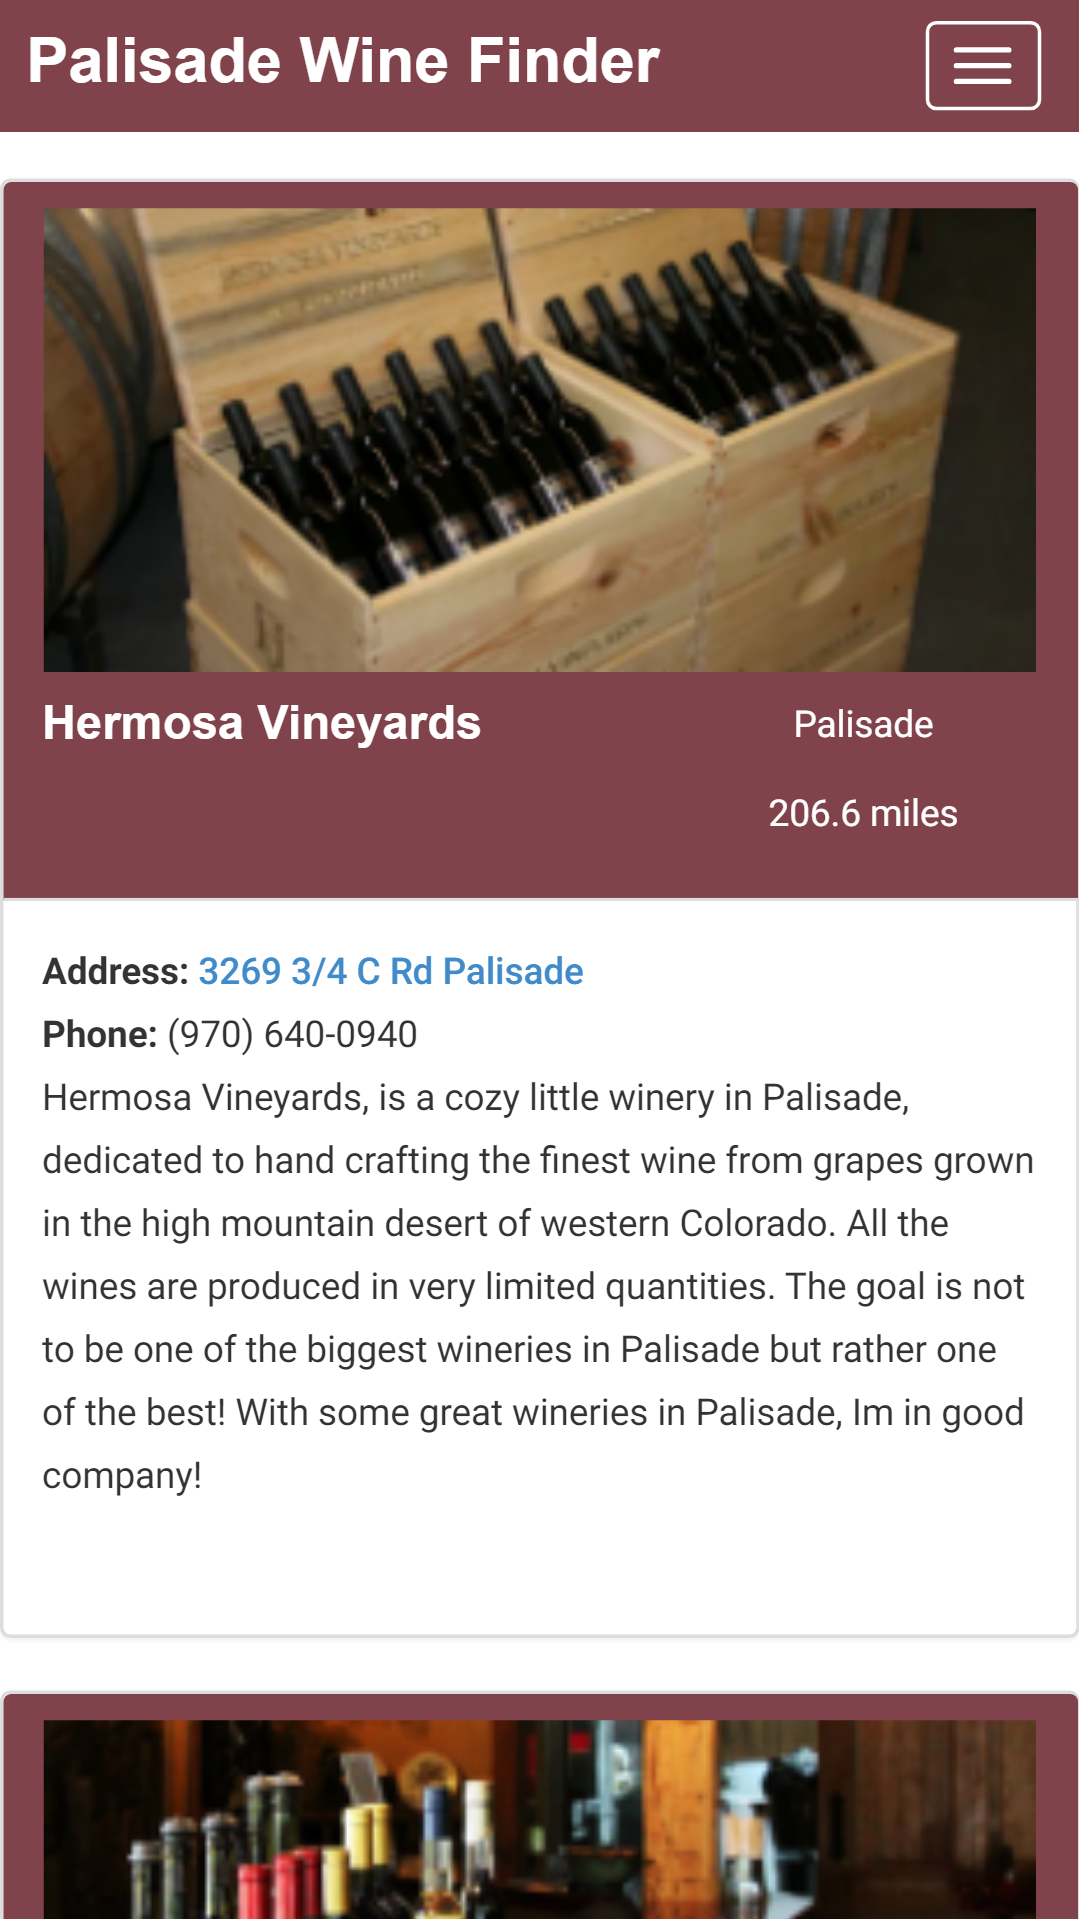 Palisade Wine Finder
Hermosa Vineyards
Palisade
206.6 miles
Address: 3269 3/4 C Rd Palisade
Phone: (970) 640-0940
Hermosa Vineyards, is a cozy little winery in Palisade,
dedicated to hand crafting the finest wine from grapes grown
in the high mountain desert of western Colorado. All the
wines are produced in very limited quantities. The goal is not
to be one of the biggest wineries in Palisade but rather one
of the best! With some great wineries in Palisade, Im in good
company!